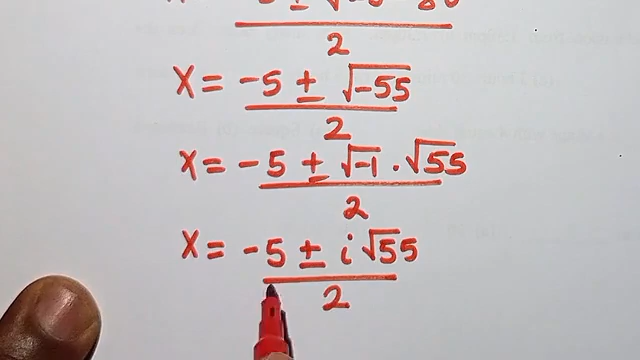 2
X = -5 ± √-55
2
X = -5 ± √-1 . √55
2
X = -5 ± i√55
2